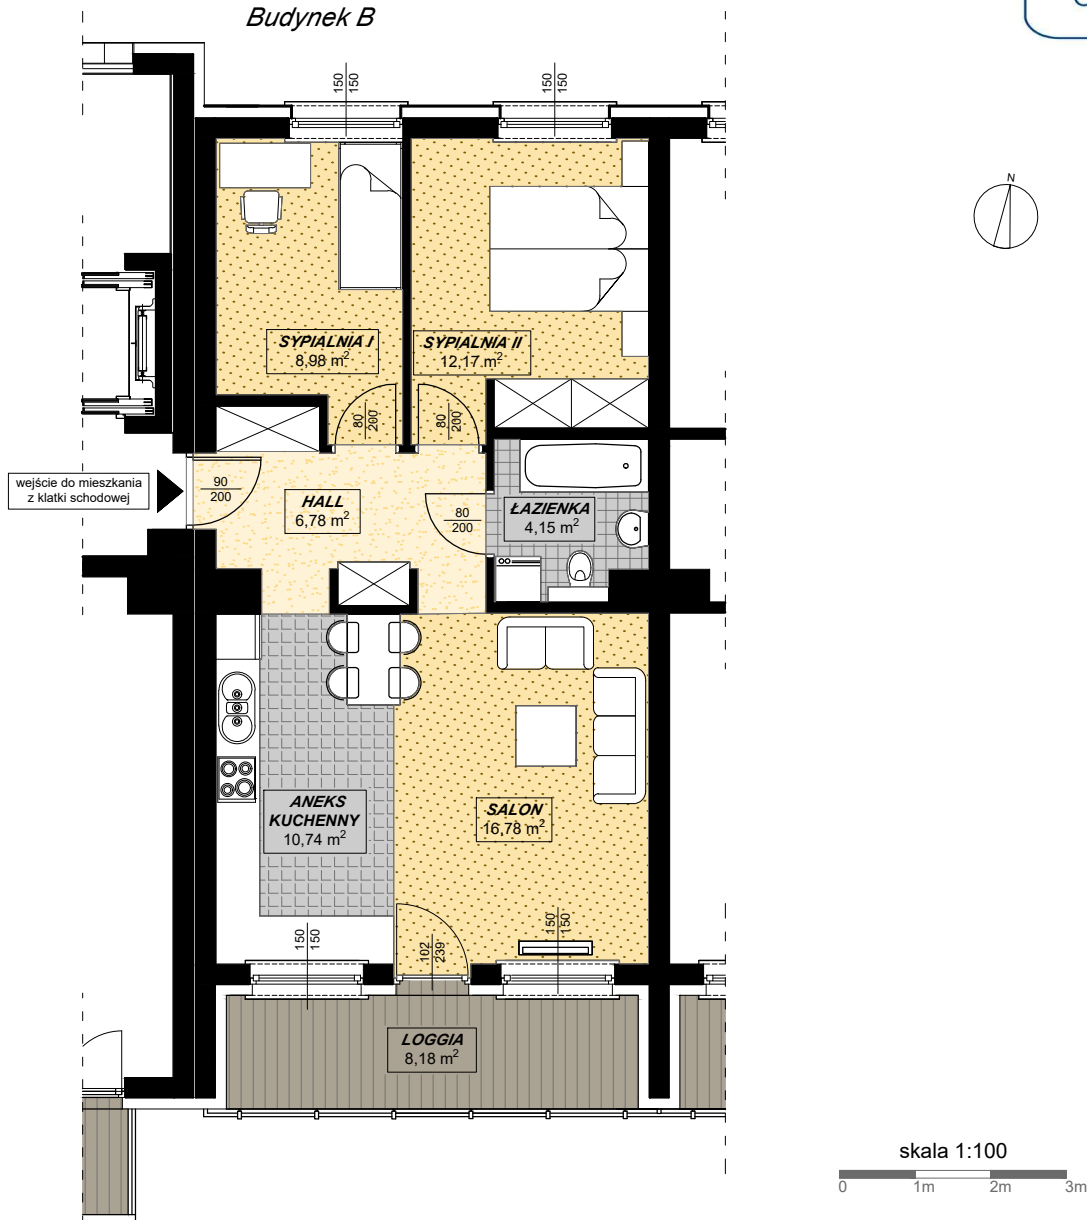 Budynek B
150
150
150
150
N
SYPIALNIA I
8,98 m²
SYPIALNIA II
12,17 m²
80
200
80
200
wejście do mieszkania
z klatki schodowej
90
200
HALL
6,78 m²
80
200
ŁAZIENKA
4,15 m²
ANEKS
KUCHENNY
10,74 m²
SALON
16,78 m²
150
150
102
239
150
150
LOGGIA
8,18 m²
skala 1:100
0 1m 2m 3m